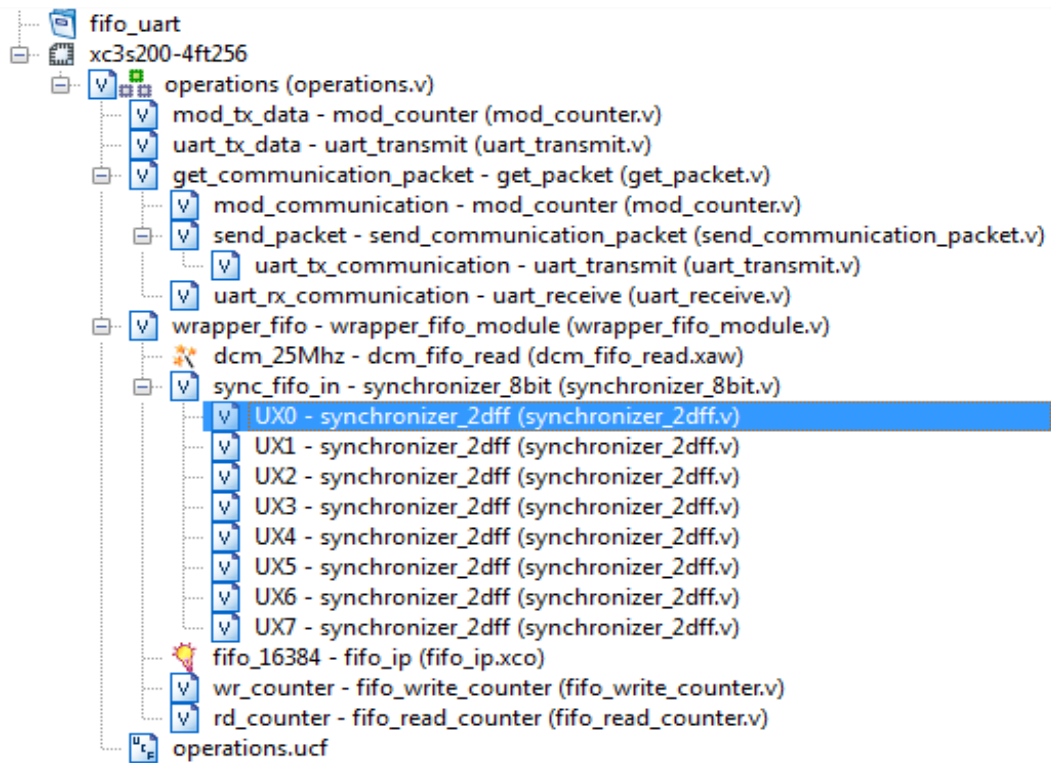 fifo_uart
xc3s200-4ft256
operations (operations.v)
mod_tx_data - mod_counter (mod_counter.v)
uart_tx_data - uart_transmit (uart_transmit.v)
get_communication_packet - get_packet (get_packet.v)
mod_communication - mod_counter (mod_counter.v)
send_packet - send_communication_packet (send_communication_packet.v)
uart_tx_communication - uart_transmit (uart_transmit.v)
uart_rx_communication - uart_receive (uart_receive.v)
wrapper_fifo - wrapper_fifo_module (wrapper_fifo_module.v)
dcm_25Mhz - dcm_fifo_read (dcm_fifo_read.xaw)
sync_fifo_in - synchronizer_8bit (synchronizer_8bit.v)
UX0 - synchronizer_2dff (synchronizer_2dff.v)
UX1 - synchronizer_2dff (synchronizer_2dff.v)
UX2 - synchronizer_2dff (synchronizer_2dff.v)
UX3 - synchronizer_2dff (synchronizer_2dff.v)
UX4 - synchronizer_2dff (synchronizer_2dff.v)
UX5 - synchronizer_2dff (synchronizer_2dff.v)
UX6 - synchronizer_2dff (synchronizer_2dff.v)
UX7 - synchronizer_2dff (synchronizer_2dff.v)
fifo_16384 - fifo_ip (fifo_ip.xco)
wr_counter - fifo_write_counter (fifo_write_counter.v)
rd_counter - fifo_read_counter (fifo_read_counter.v)
operations.ucf